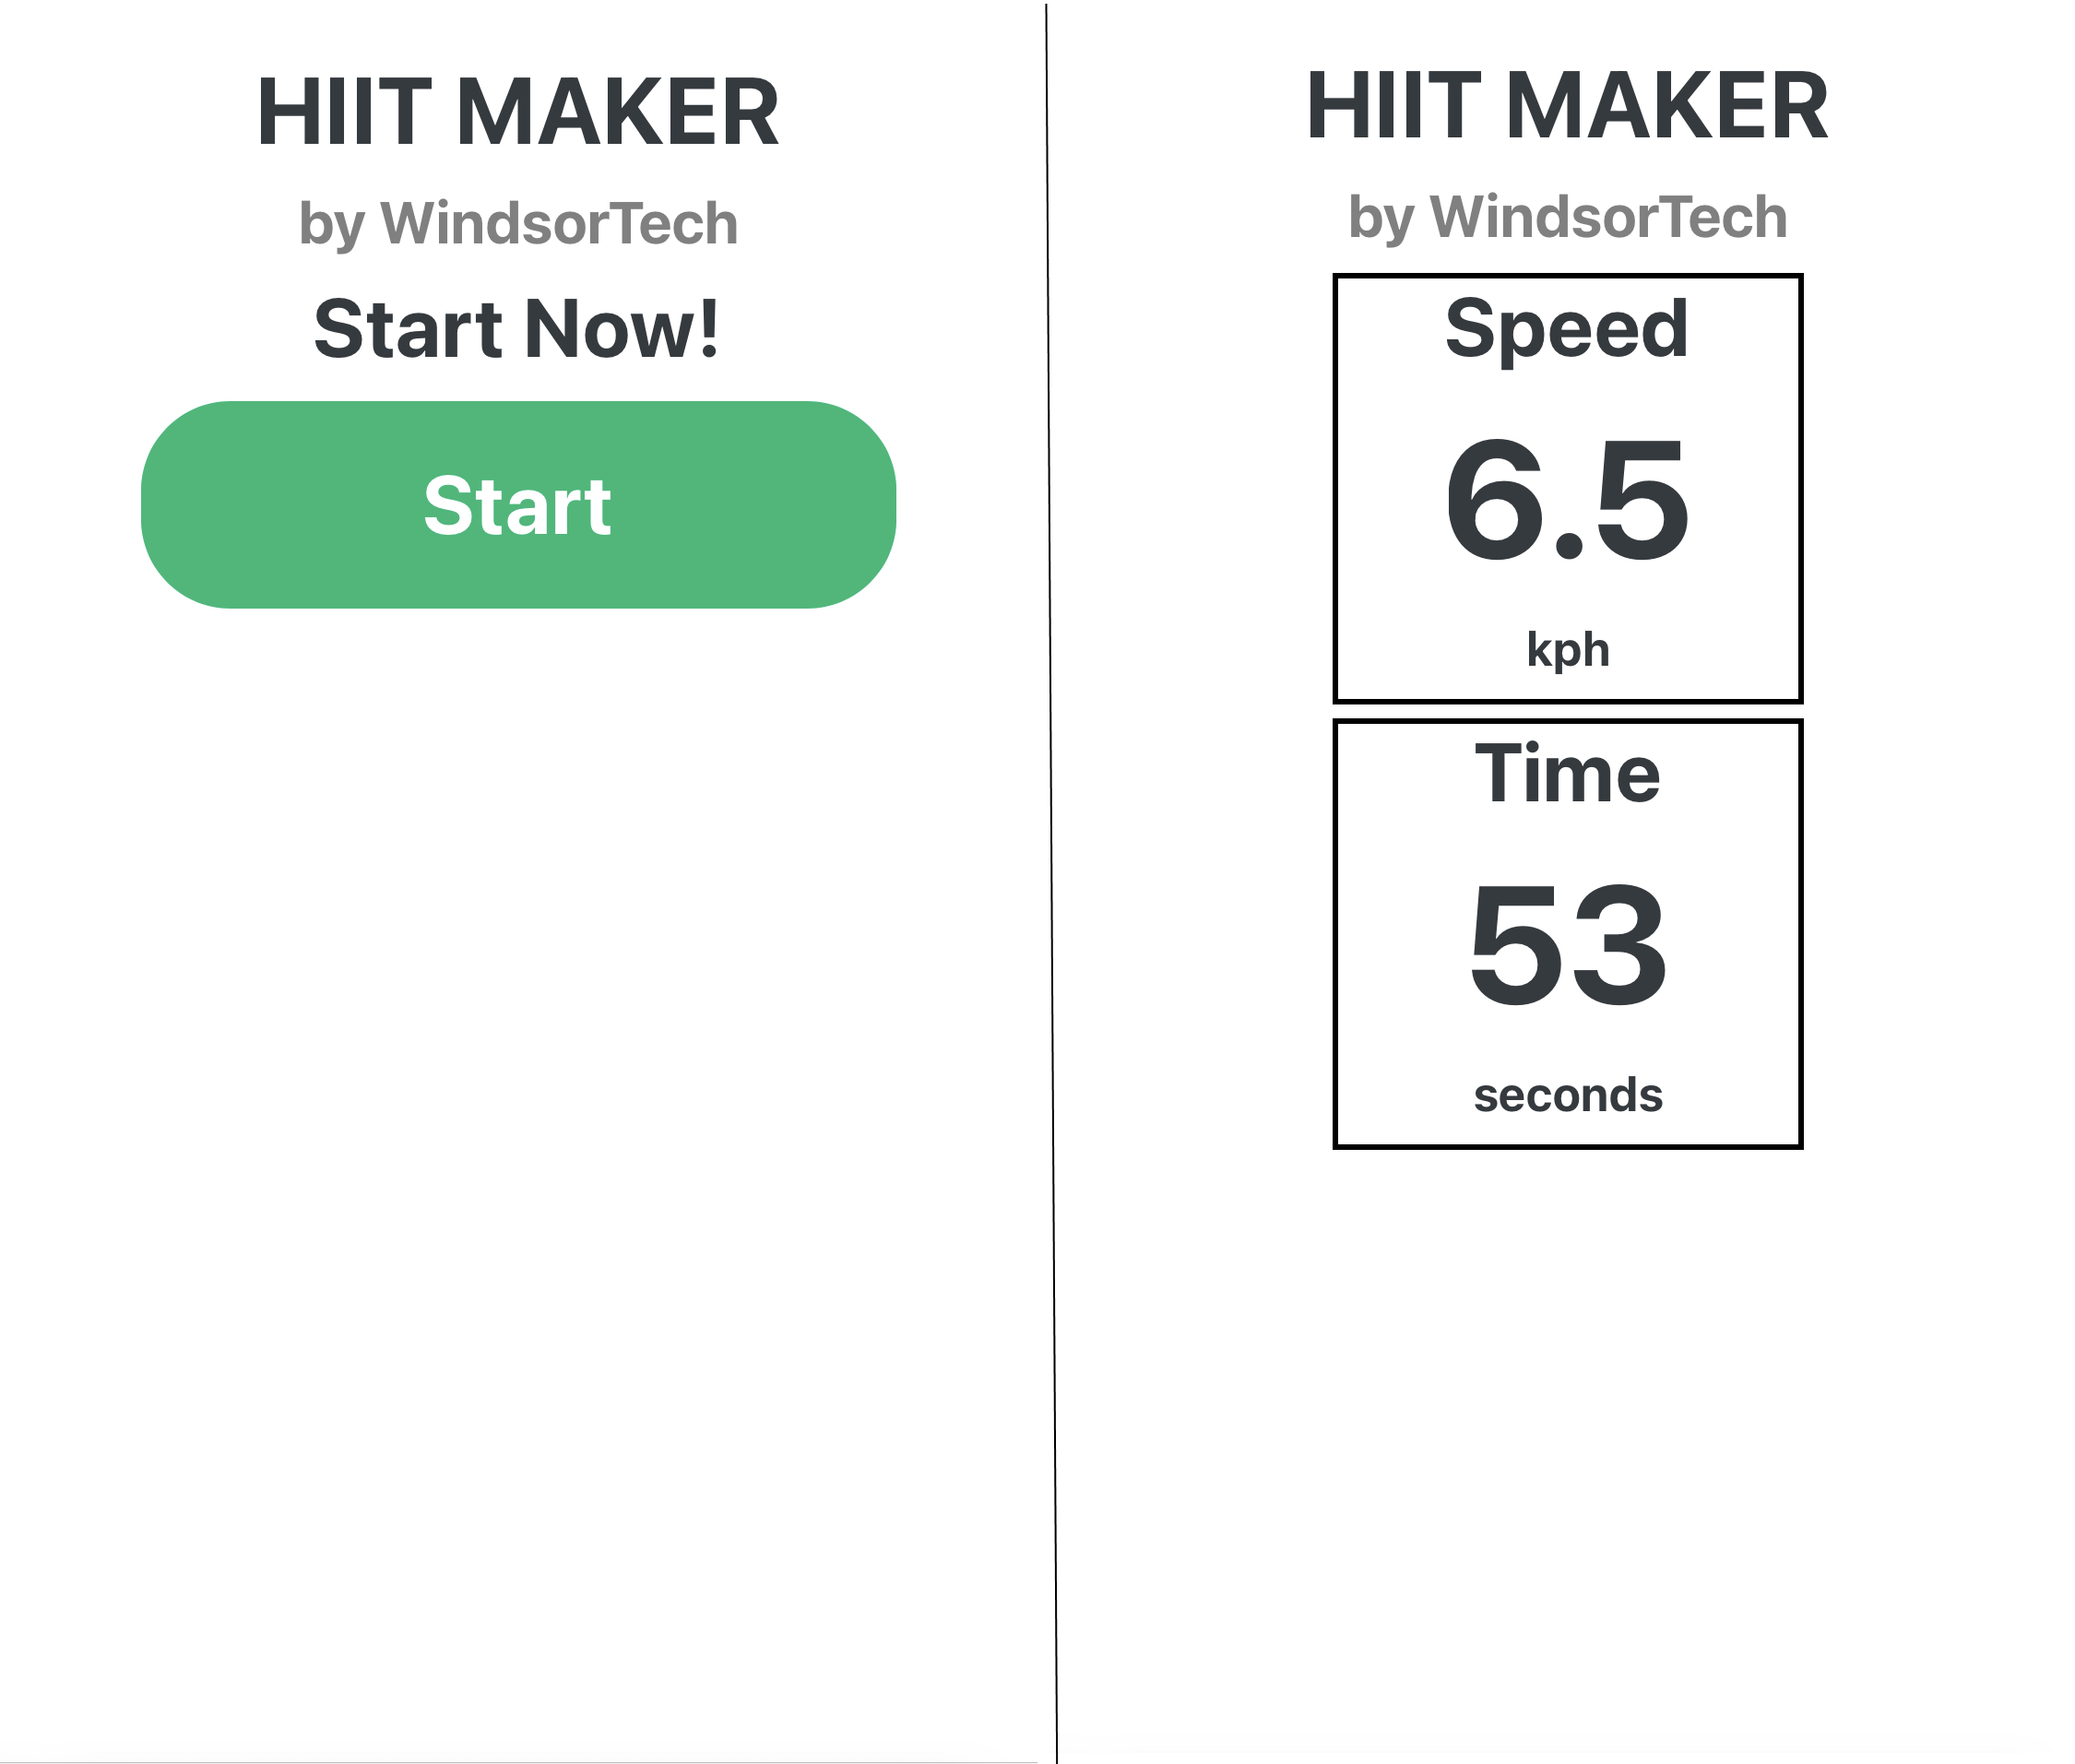 HIIT MAKER
by WindsorTech
Start Now!
Start
HIIT MAKER
by WindsorTech
Speed
6.5
kph
Time
53
seconds